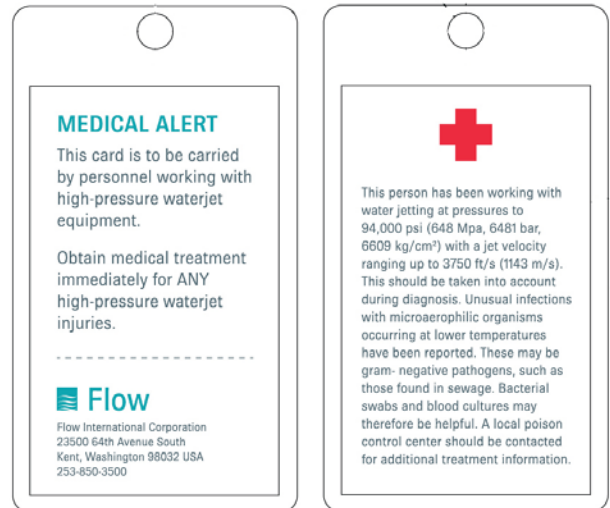 MEDICAL ALERT
This card is to be carried
by personnel working with
high-pressure waterjet
equipment.
Obtain medical treatment
immediately for ANY
high-pressure waterjet
injuries.
Flow
Flow International Corporation
23500 64th Avenue South
Kent, Washington 98032 USA
253-850-3500
This person has been working with
water jetting at pressures to
94,000 psi (648 Mpa, 6481 bar,
6609 kg/cm²) with a jet velocity
ranging up to 3750 ft/s (1143 m/s).
This should be taken into account
during diagnosis. Unusual infections
with microaerophilic organisms
occurring at lower temperatures
have been reported. These may be
gram- negative pathogens, such as
those found in sewage. Bacterial
swabs and blood cultures may
therefore be helpful. A local poison
control center should be contacted
for additional treatment information.